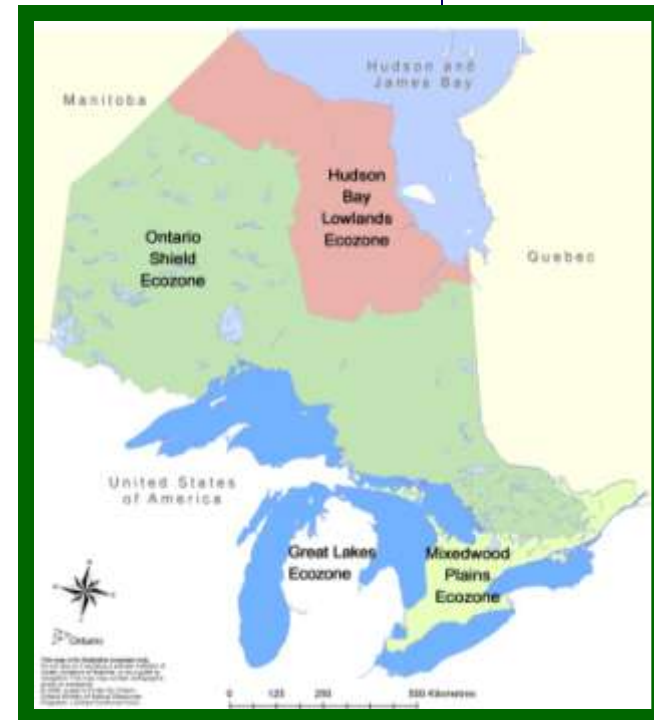 Hudson and
James Bay
Manitoba
Hudson
Bay
Lowlands
Ecozone
Ontario
Shield
Ecozone
Quebec
United States
of America
Great Lakes
Ecozone
Mixedwood
Plains
Ecozone
Ontario
0 125 250 500 Kilometres